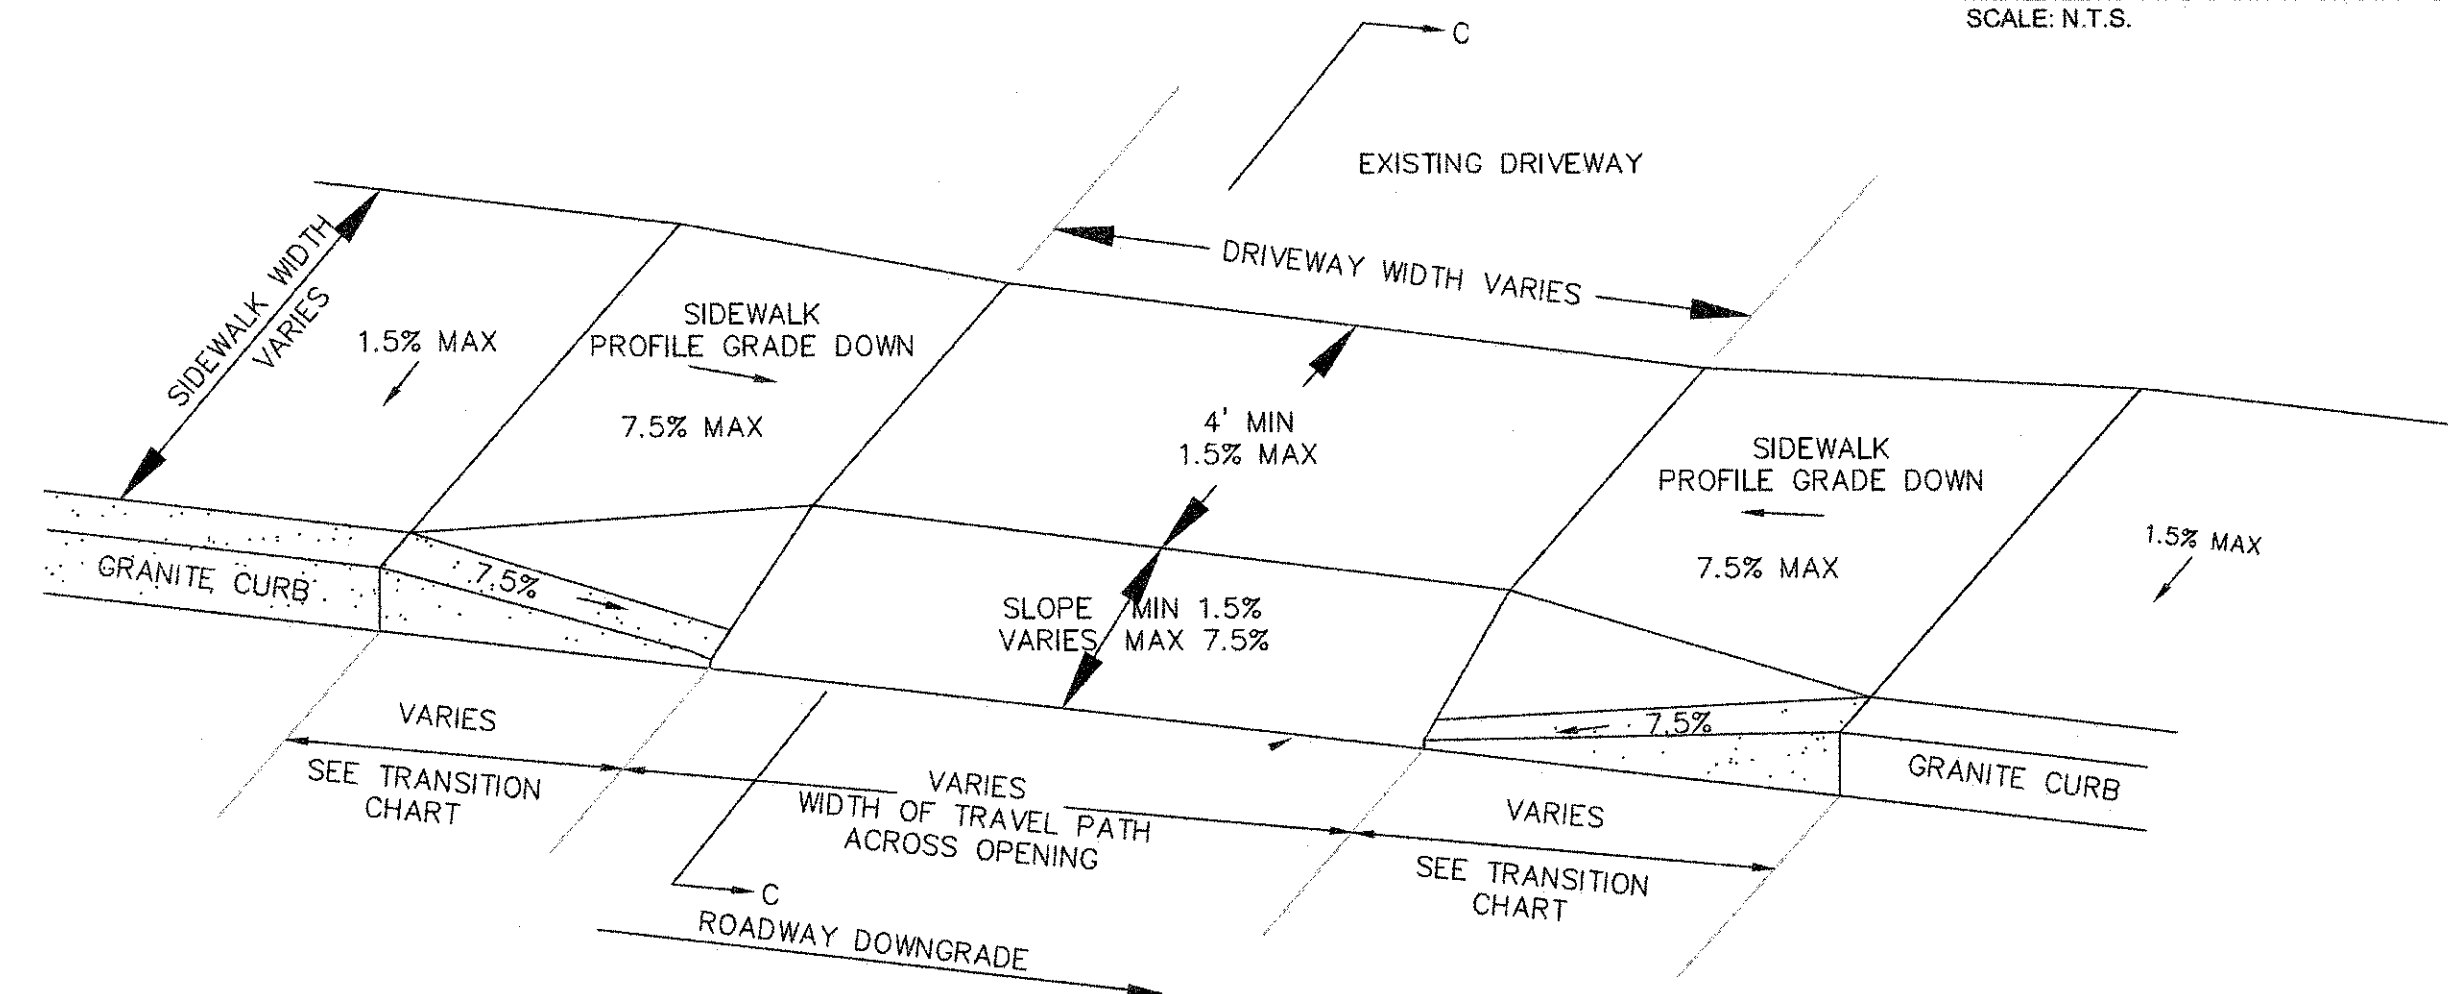 SCALE: N.T.S.
C
EXISTING DRIVEWAY
DRIVEWAY WIDTH VARIES
SIDEWALK WIDTH
VARIES
1.5% MAX
SIDEWALK
PROFILE GRADE DOWN
7.5% MAX
4' MIN
1.5% MAX
SIDEWALK
PROFILE GRADE DOWN
7.5% MAX
1.5% MAX
GRANITE CURB
7.5%
SLOPE MIN 1.5%
VARIES MAX 7.5%
7.5%
GRANITE CURB
VARIES
SEE TRANSITION
CHART
VARIES
WIDTH OF TRAVEL PATH
ACROSS OPENING
VARIES
SEE TRANSITION
CHART
C
ROADWAY DOWNGRADE